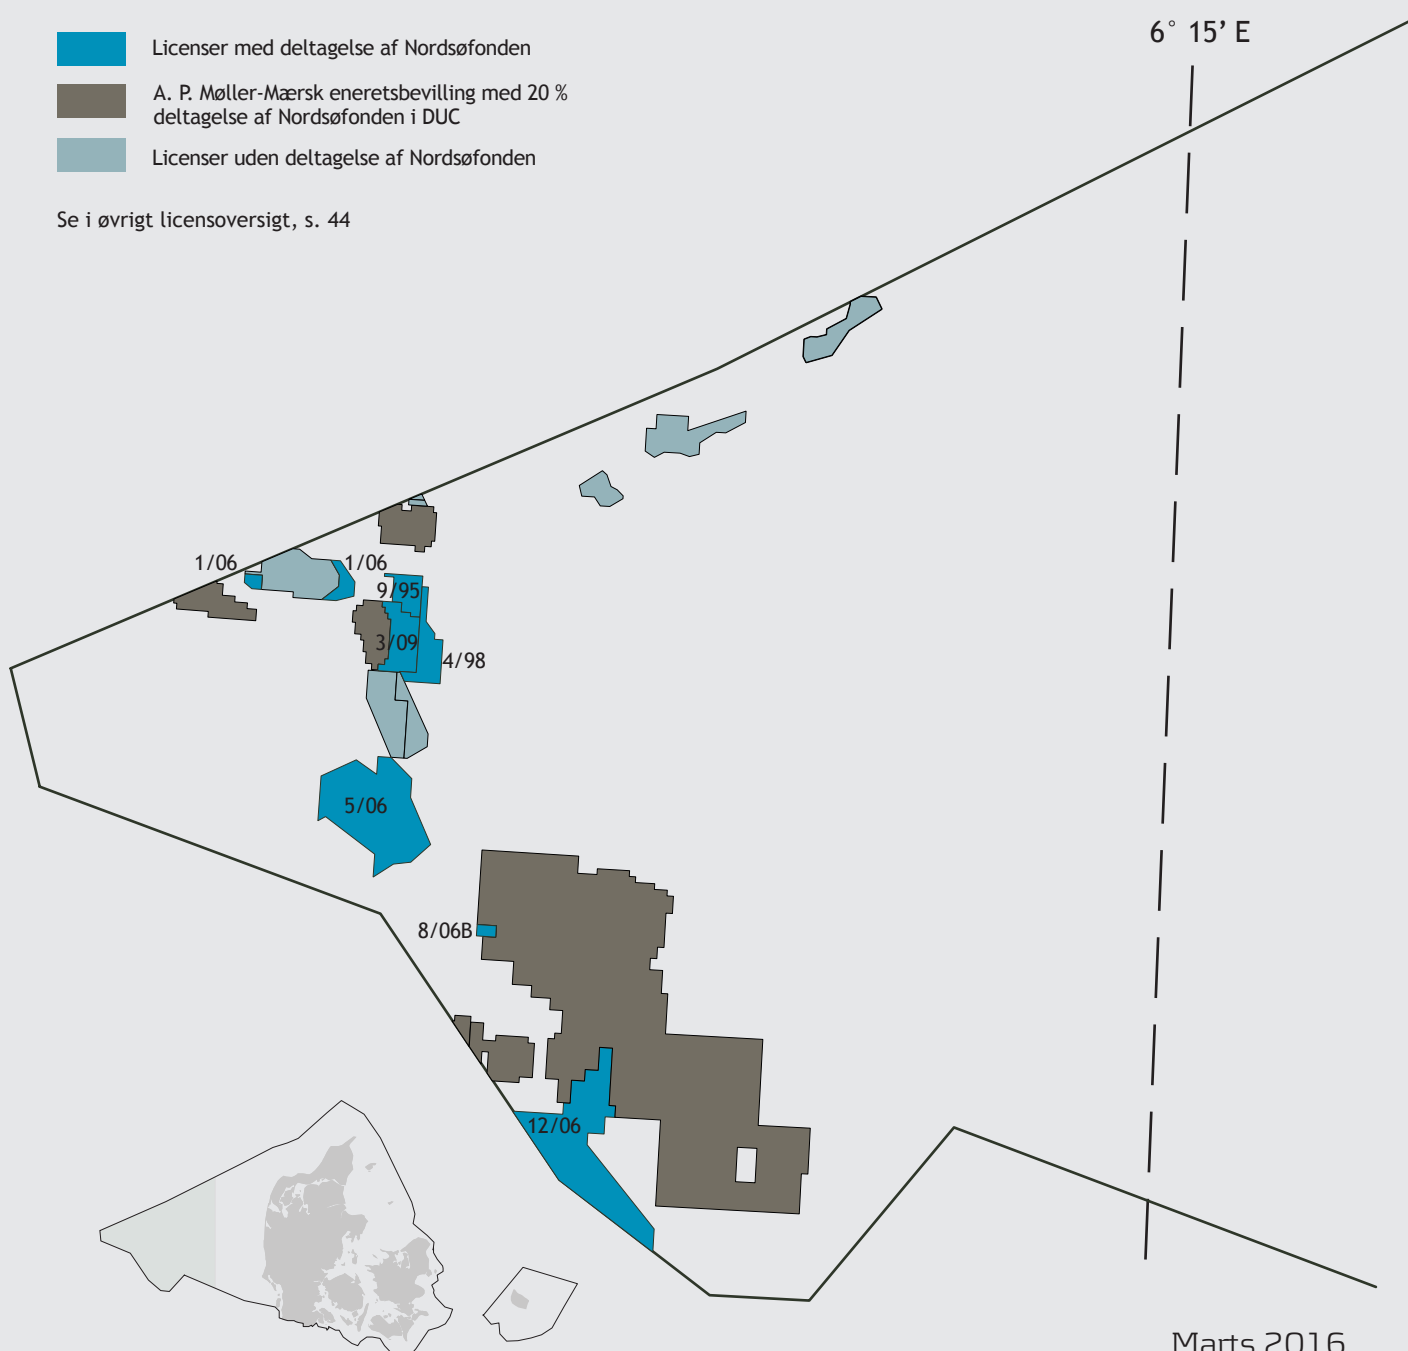 6° 15’ E
Licenser med deltagelse af Nordsøfonden
A. P. Møller-Mærsk eneretsbevilling med 20 %
deltagelse af Nordsøfonden i DUC
Licenser uden deltagelse af Nordsøfonden
Se i øvrigt licensoversigt, s. 44
1/06
1/06
9/95
3/09
4/98
5/06
8/06B
12/06
Marts 2016